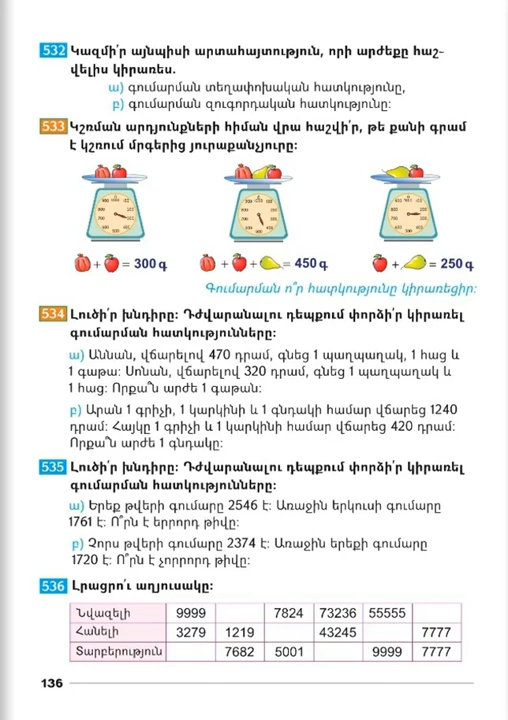 532 Կազմի՛ր այնպիսի արտահայտություն, որի արժեքը հաշ-
վելիս կիրառես.
ա) գումարման տեղափոխական հատկությունը,
բ) գումարման զուգորդական հատկությունը:
533 Կշռման արդյունքների հիման վրա հաշվի՛ր, թե քանի գրամ
է կշռում մրգերից յուրաքանչյուրը:
+ = 300 գ + + = 450 գ + = 250 գ
Գումարման ո՞ր հատկությունը կիրառեցիր:
534 Լուծի՛ր խնդիրը: Դժվարանալու դեպքում փորձի՛ր կիրառել
գումարման հատկությունները:
ա) Աննան, վճարելով 470 դրամ, գնեց 1 պաղպաղակ, 1 հաց և
1 գաթա: Սոնան, վճարելով 320 դրամ, գնեց 1 պաղպաղակ և
1 հաց: Որքա՞ն արժե 1 գաթան:
բ) Արան 1 գրիչի, 1 կարկինի և 1 գնդակի համար վճարեց 1240
դրամ: Հայկը 1 գրիչի և 1 կարկինի համար վճարեց 420 դրամ:
Որքա՞ն արժե 1 գնդակը:
535 Լուծի՛ր խնդիրը: Դժվարանալու դեպքում փորձի՛ր կիրառել
գումարման հատկությունները:
ա) Երեք թվերի գումարը 2546 է: Առաջին երկուսի գումարը
1761 է: Ո՞րն է երրորդ թիվը:
բ) Չորս թվերի գումարը 2374 է: Առաջին երեքի գումարը
1720 է: Ո՞րն է չորրորդ թիվը:
536 Լրացրո՛ւ աղյուսակը:
Նվազելի 9999 7824 73236 55555
Հանելի 3279 1219 43245 7777
Տարբերություն 7682 5001 9999 7777
136